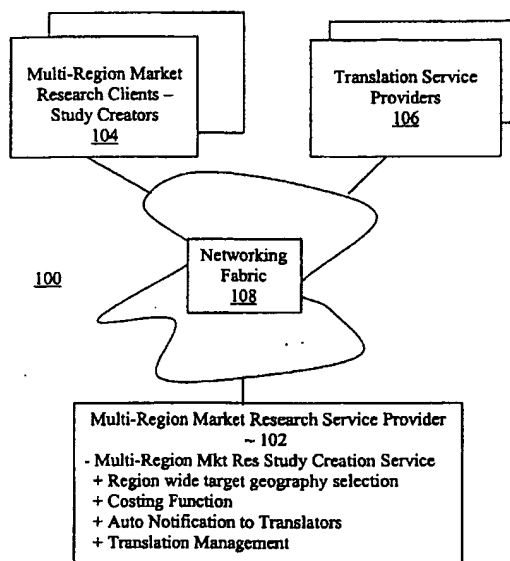 Multi-Region Market
Research Clients –
Study Creators
104
Translation Service
Providers
106
Networking
Fabric
108
100
Multi-Region Market Research Service Provider
~ 102
- Multi-Region Mkt Res Study Creation Service
+ Region wide target geography selection
+ Costing Function
+ Auto Notification to Translators
+ Translation Management